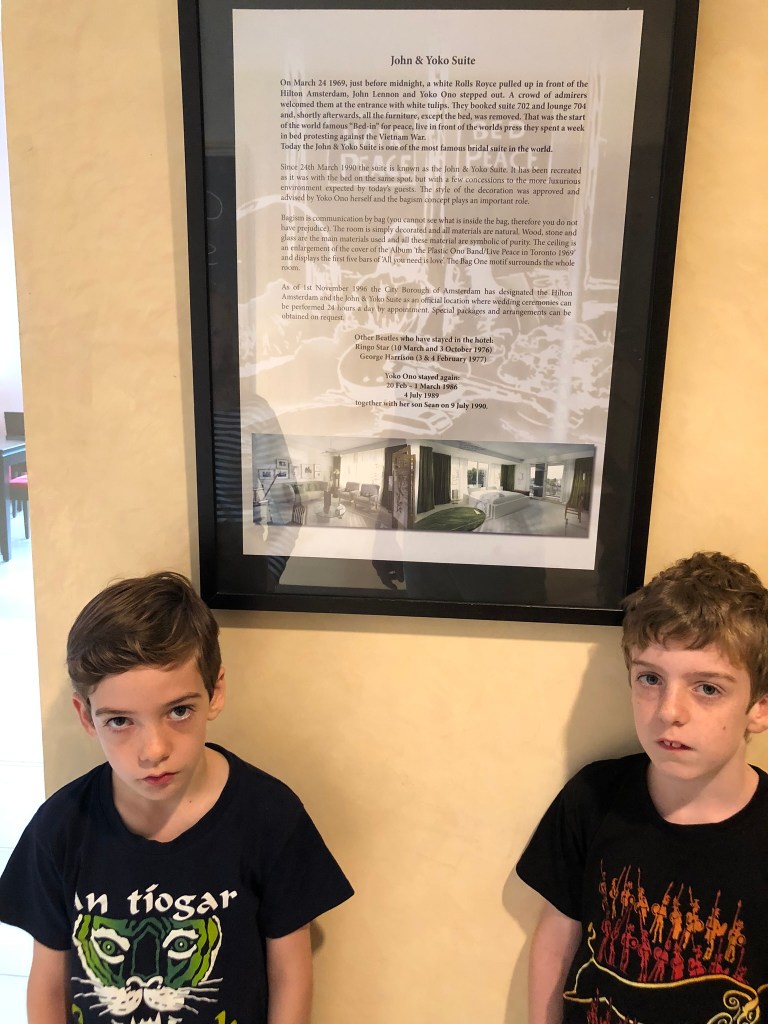 John & Yoko Suite
On March 24 1969, just before midnight, a white Rolls Royce pulled up in front of the
Hilton Amsterdam. John Lennon and Yoko Ono stepped out. A crowd of admirers
welcomed them at the entrance with white tulips. They booked suite 702 and lounge 704
and, shortly afterwards, all the furniture, except the bed, was removed. That was the
start of the world famous "Bed-in" for peace, live in front of the worlds press they spent a week
in bed protesting against the Vietnam War.
Today the John & Yoko Suite is one of the most famous bridal suite in the world.
PEACE PEACE
Since 24th March 1990 the suite is known as the John & Yoko Suite. It has been recreated
as it was with the bed on the same spot, but with a few concessions to the more luxurious
environment expected by today's guests. The style of the decoration was approved and
advised by Yoko Ono herself and the bagism concept plays an important role.
Bagism is communication by bag (you cannot see what is inside the bag, therefore you do not
have prejudice). The room is simply decorated and all materials are natural. Wood, stone and
glass are the main materials used and all these material are symbolic of purity. The ceiling is
an enlargement of the cover of the Album 'the Plastic Ono Band/Live Peace in Toronto 1969'
and displays the first five bars of 'All you need is love'. The Bag One motif surrounds the whole
room.
As of 1st November 1996 the City Borough of Amsterdam has designated the Hilton
Amsterdam and the John & Yoko Suite as an official location where wedding ceremonies can
be performed 24 hours a day by appointment. Special packages and arrangements can be
obtained on request.
Other Beatles who have stayed in the hotel:
Ringo Star (10 March and 3 October 1976)
George Harrison (3 & 4 February 1977)
Yoko Ono stayed again:
20 Feb – 1 March 1986
4 July 1989
together with her son Sean on 9 July 1990.
an tíogar